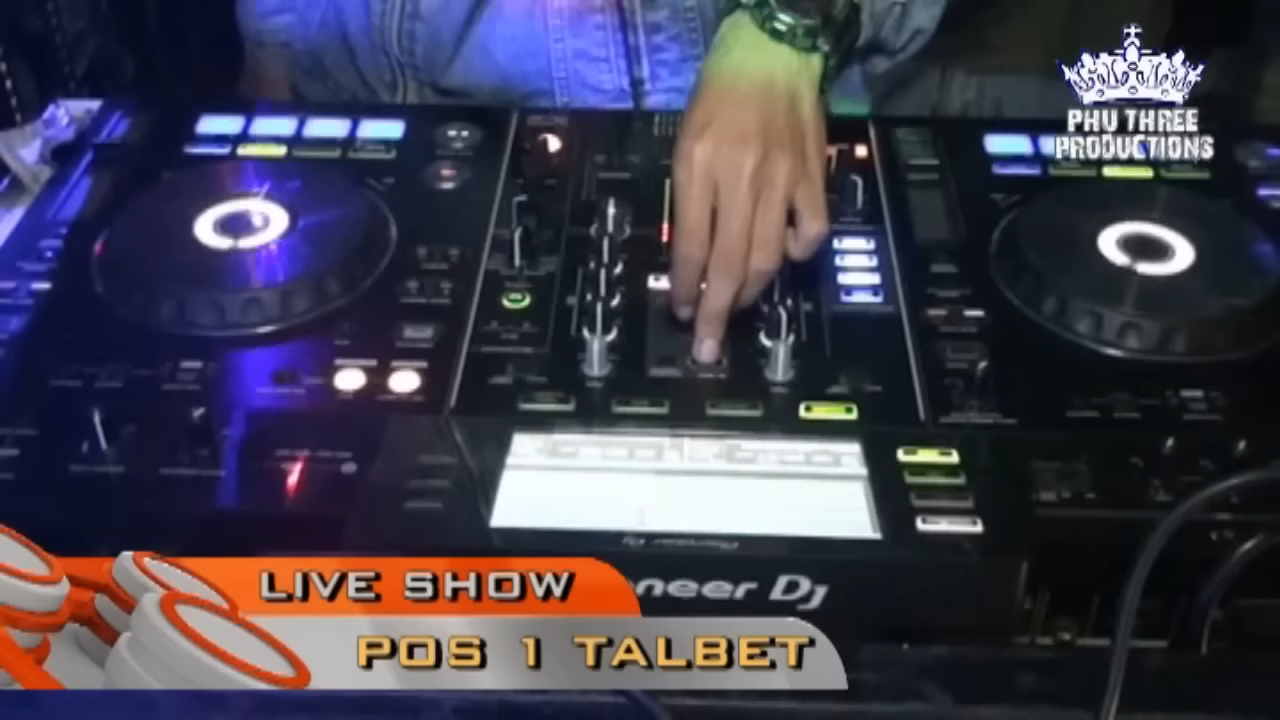 PHU THREE
PRODUCTIONS
LIVE SHOW
neer Dj
POS 1 TALBET